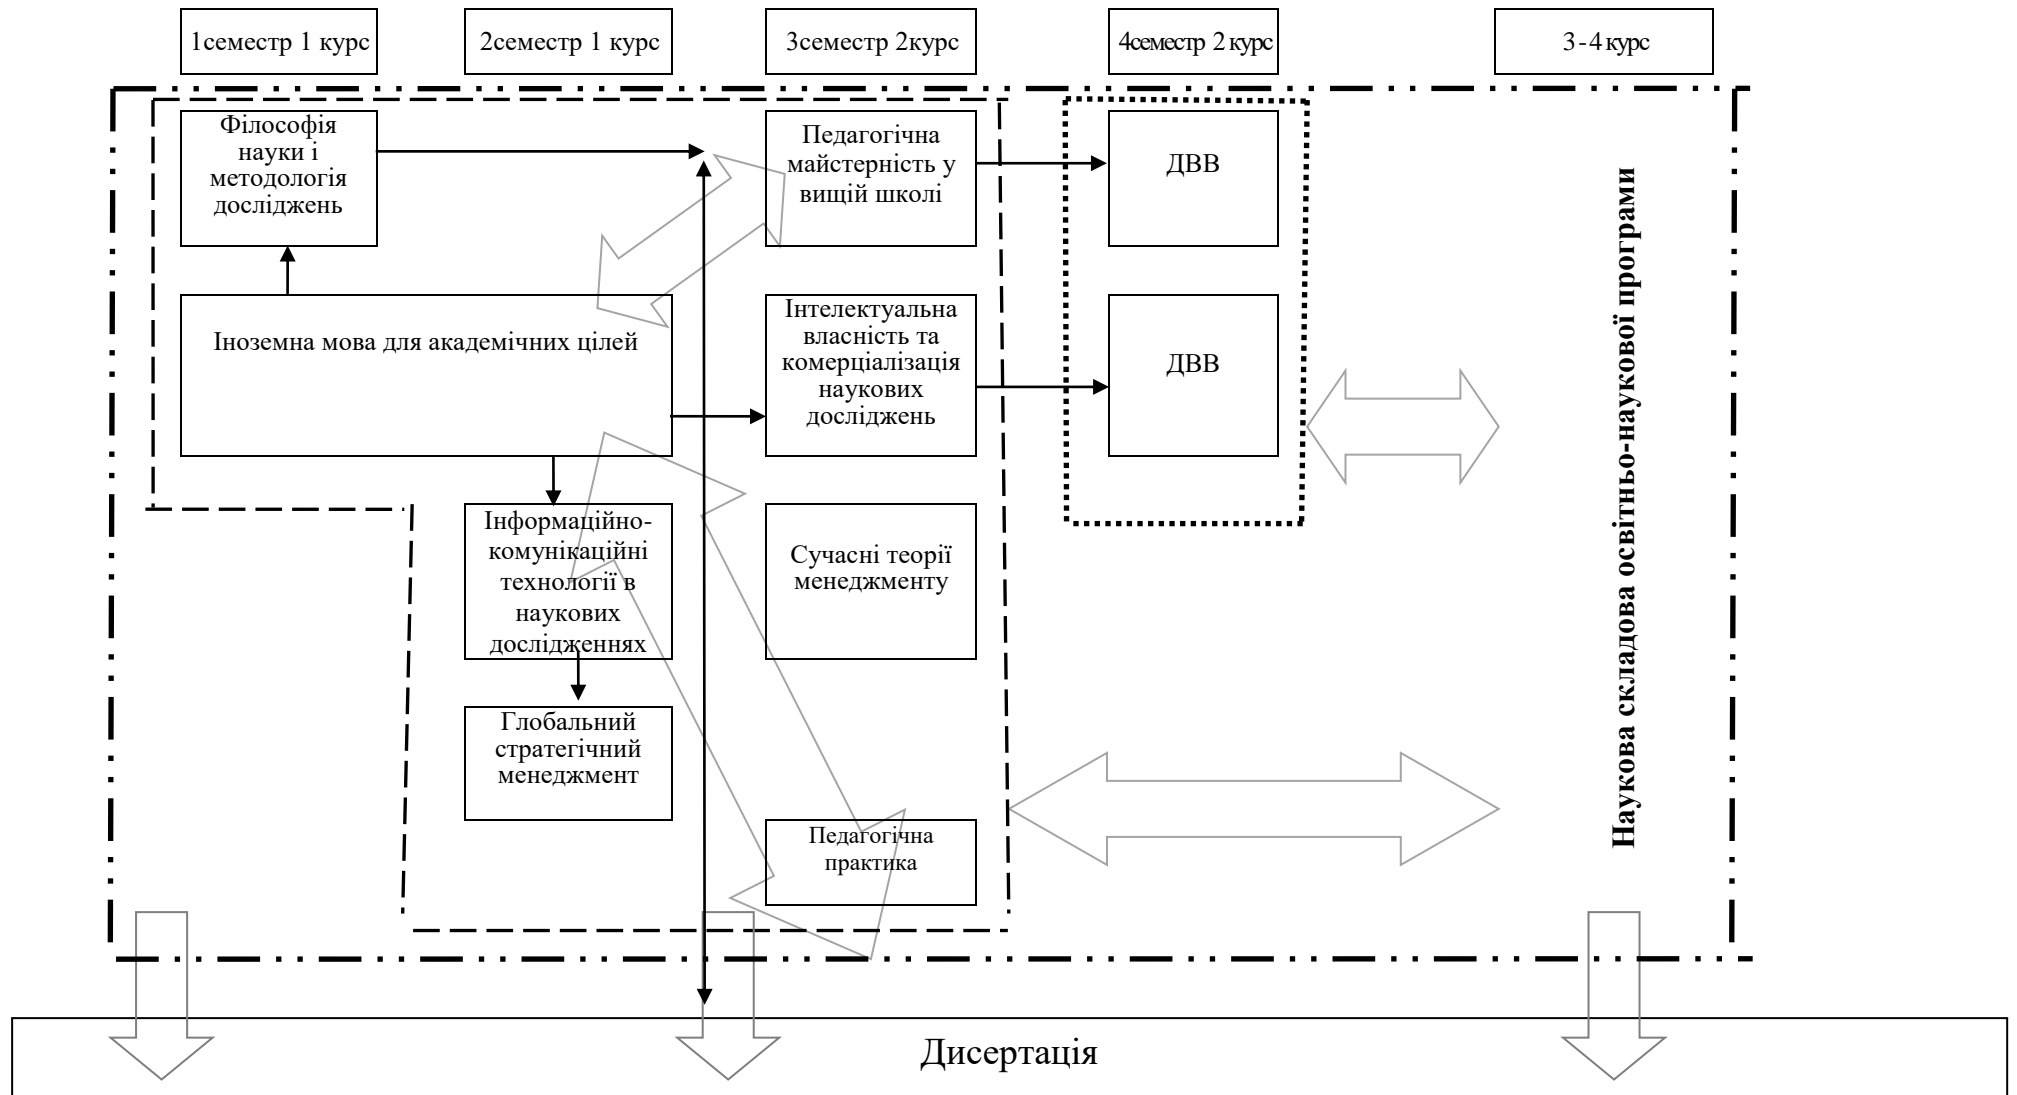 1семестр 1 курс
2семестр 1 курс
3семестр 2курс
4семестр 2 курс
3-4 курс
Філософія
науки і
методологія
досліджень
Педагогічна
майстерність у
вищій школі
ДВВ
Іноземна мова для академічних цілей
Інтелектуальна
власність та
комерціалізація
наукових
досліджень
ДВВ
Інформаційно-
комунікаційні
технології в
наукових
дослідженнях
Сучасні теорії
менеджменту
Глобальний
стратегічний
менеджмент
Педагогічна
практика
Наукова складова освітньо-наукової програми
Дисертація